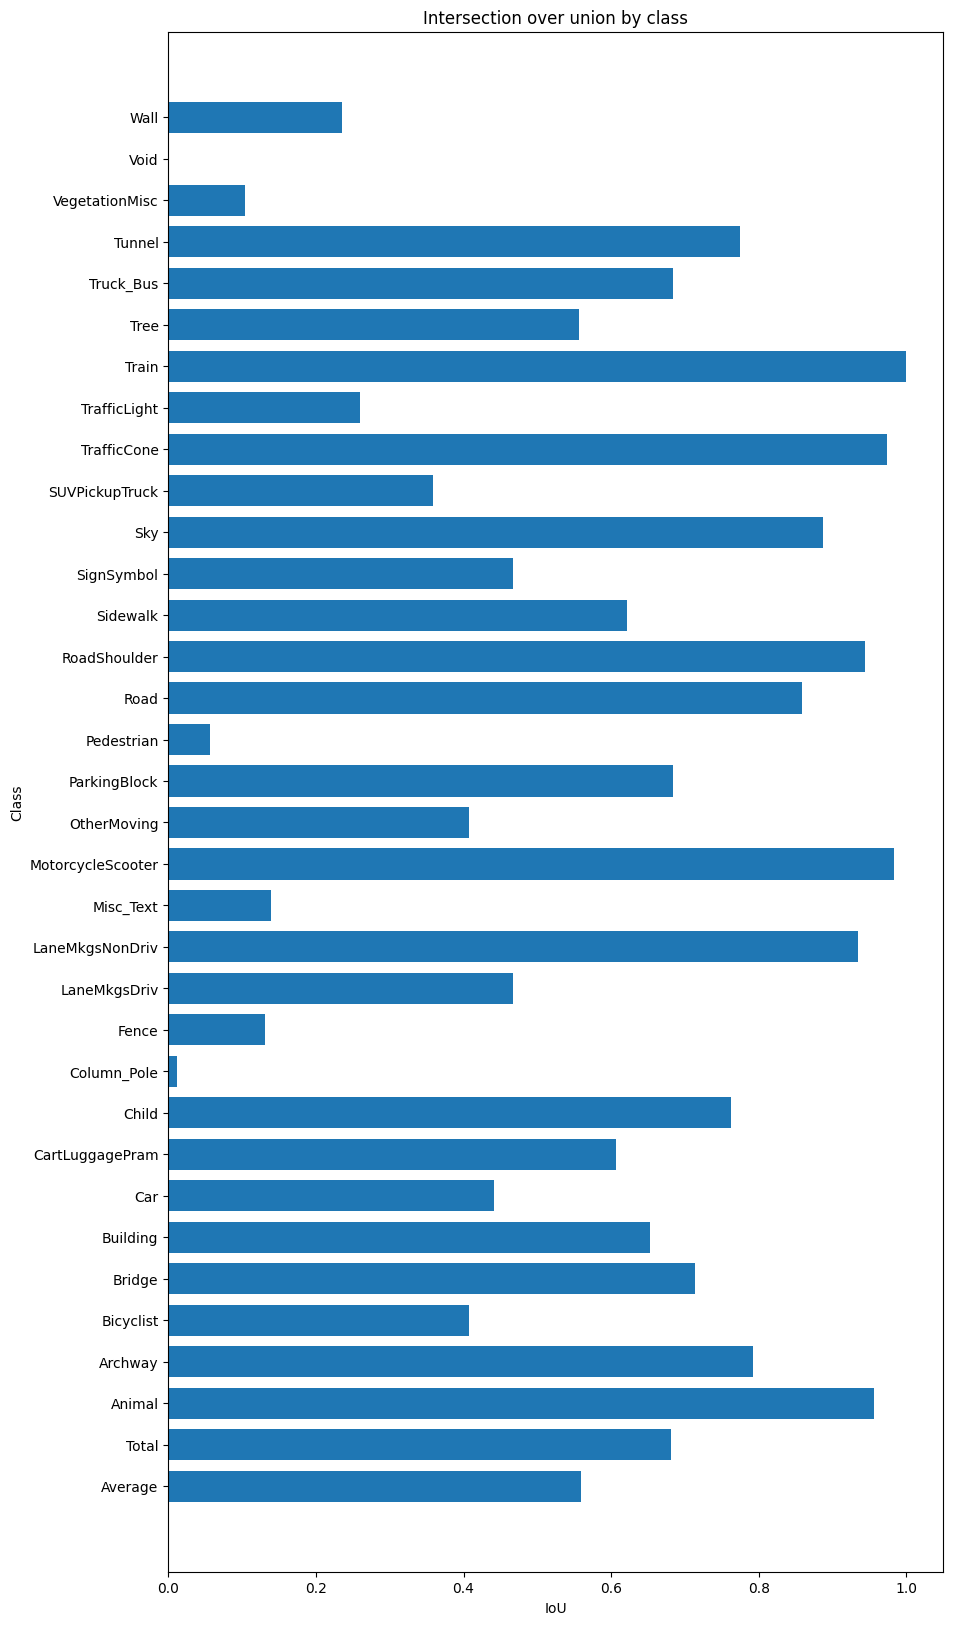 Intersection over union by class
Wall
Void
VegetationMisc
Tunnel
Truck_Bus
Tree
Train
TrafficLight
TrafficCone
SUVPickupTruck
Sky
SignSymbol
Sidewalk
RoadShoulder
Road
Pedestrian
ParkingBlock
OtherMoving
MotorcycleScooter
Misc_Text
LaneMkgsNonDriv
LaneMkgsDriv
Fence
Column_Pole
Child
CartLuggagePram
Car
Building
Bridge
Bicyclist
Archway
Animal
Total
Average
Class
0.0 0.2 0.4 0.6 0.8 1.0
IoU